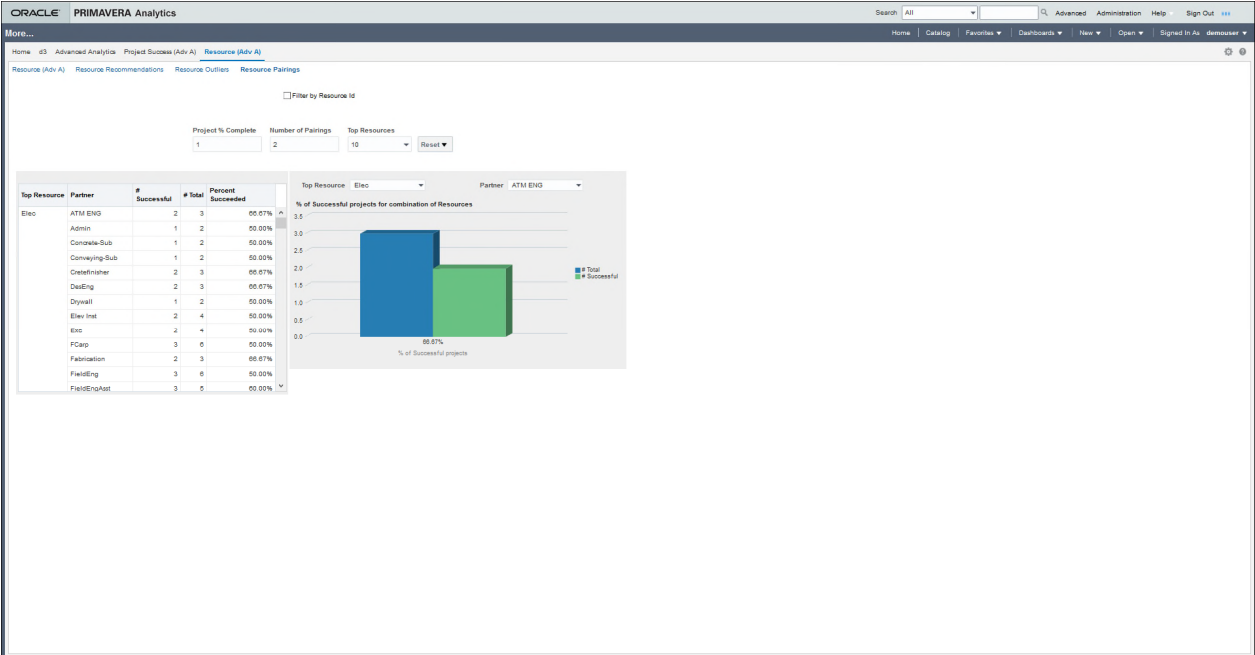 ORACLE PRIMAVERA Analytics Search All Advanced Administration Help Sign Out
More... Home Catalog Favorites Dashboards New Open Signed In As demouser
Home d3 Advanced Analytics Project Success (Adv A) Resource (Adv A)
Resource (Adv A) Resource Recommendations Resource Outliers Resource Pairings
Filter by Resource Id
Project % Complete Number of Pairings Top Resources
1 2 10 Reset
Top Resource Partner # Successful # Total Percent Succeeded
Elec ATM ENG 2 3 66.67%
Admin 1 2 50.00%
Concrete-Sub 1 2 50.00%
Conveying-Sub 1 2 50.00%
Cretefinisher 2 3 66.67%
DesEng 2 3 66.67%
Drywall 1 2 50.00%
Elev Inst 2 4 50.00%
Exc 2 4 50.00%
FCarp 3 6 50.00%
Fabrication 2 3 66.67%
FieldEng 3 6 50.00%
FieldEngAsst 3 5 60.00%
Top Resource Elec Partner ATM ENG
% of Successful projects for combination of Resources
3.5
3.0
2.5
2.0
1.5
1.0
0.5
0.0
66.67%
% of Successful projects
# Total
# Successful